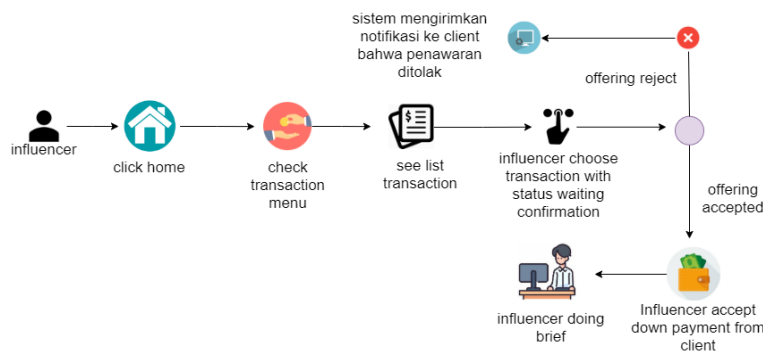 sistem mengirimkan
notifikasi ke client
bahwa penawaran
ditolak
offering reject
influencer
click home
check
transaction
menu
see list
transaction
influencer choose
transaction with
status waiting
confirmation
offering
accepted
influencer doing
brief
Influencer accept
down payment from
client